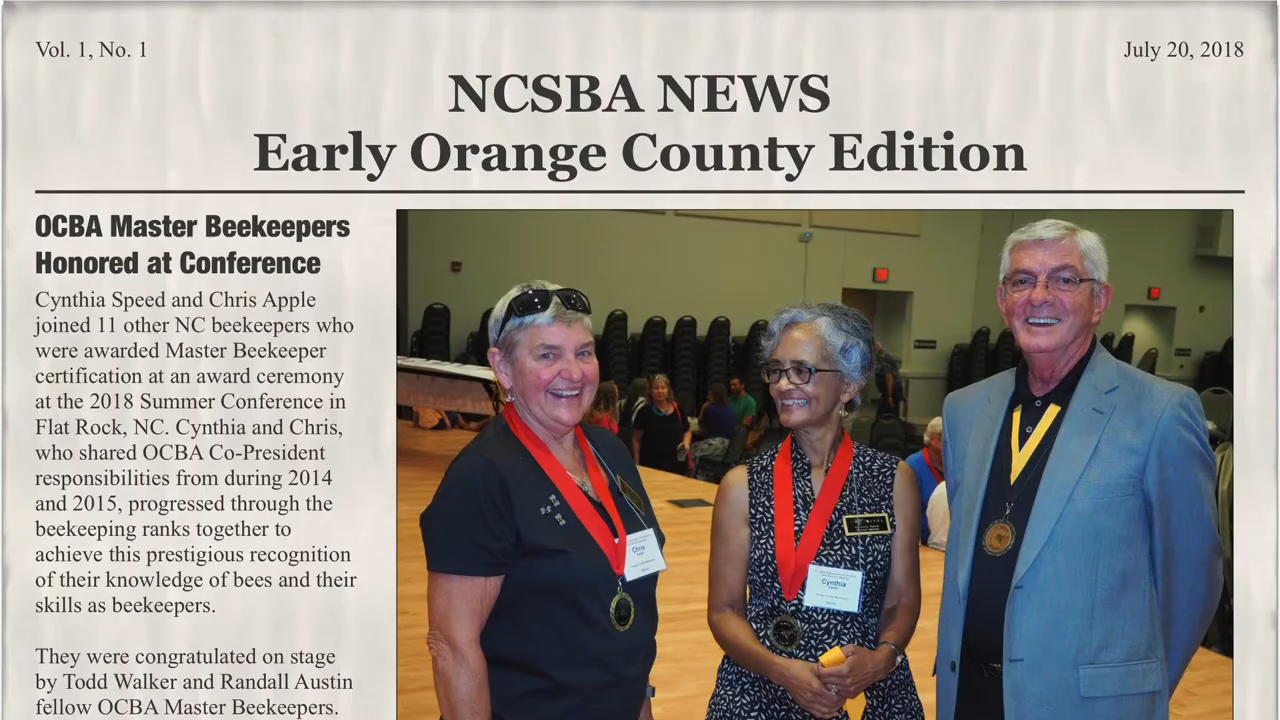 Vol. 1, No. 1
July 20, 2018
NCSBA NEWS
Early Orange County Edition
OCBA Master Beekeepers
Honored at Conference
Cynthia Speed and Chris Apple
joined 11 other NC beekeepers who
were awarded Master Beekeeper
certification at an award ceremony
at the 2018 Summer Conference in
Flat Rock, NC. Cynthia and Chris,
who shared OCBA Co-President
responsibilities from during 2014
and 2015, progressed through the
beekeeping ranks together to
achieve this prestigious recognition
of their knowledge of bees and their
skills as beekeepers.
They were congratulated on stage
by Todd Walker and Randall Austin
fellow OCBA Master Beekeepers.
Chris
Cynthia